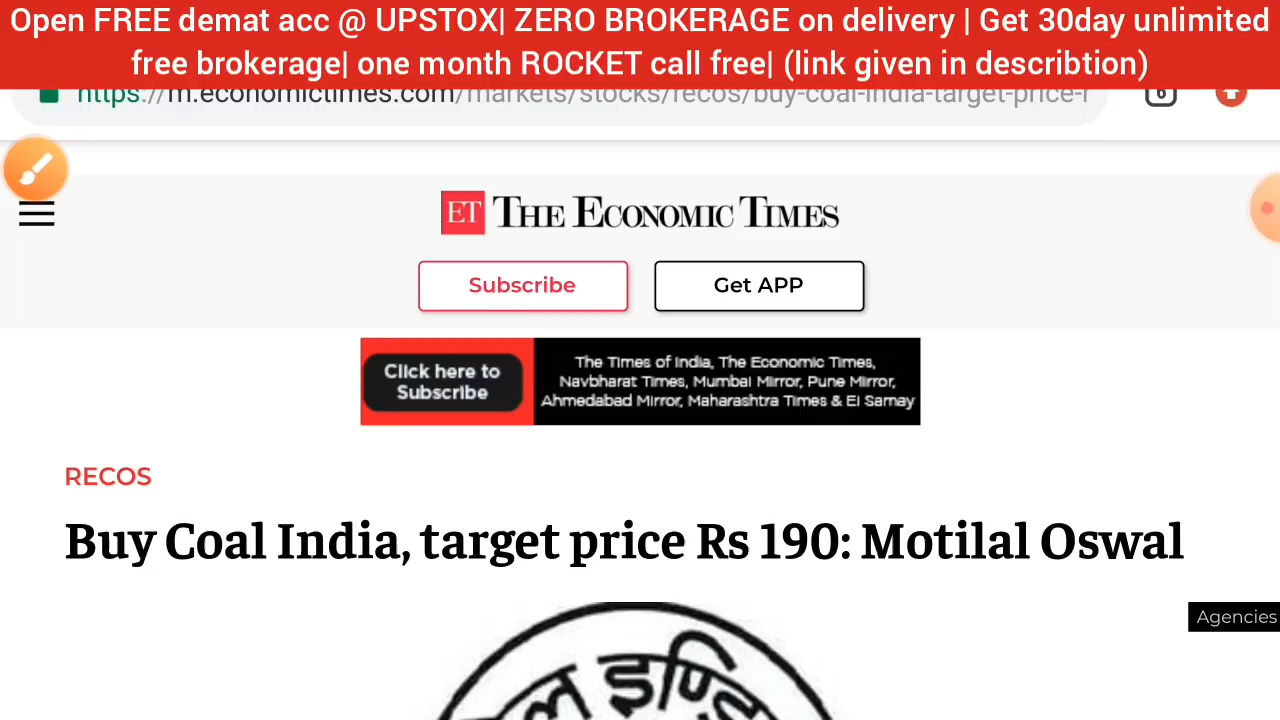 Open FREE demat acc @ UPSTOX| ZERO BROKERAGE on delivery | Get 30day unlimited
free brokerage| one month ROCKET call free| (link given in describtion)
https://m.economictimes.com/markets/stocks/recos/buy-coal-india-target-price-r
6
ET THE ECONOMIC TIMES
Subscribe
Get APP
Click here to
Subscribe
The Times of India, The Economic Times,
Navbharat Times, Mumbai Mirror, Pune Mirror,
Ahmedabad Mirror, Maharashtra Times & Ei Samay
RECOS
Buy Coal India, target price Rs 190: Motilal Oswal
Agencies